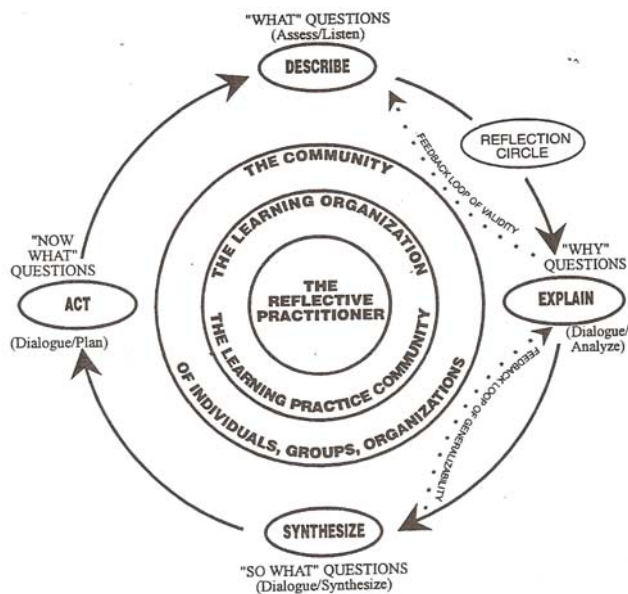 "WHAT" QUESTIONS
(Assess/Listen)
DESCRIBE
REFLECTION
CIRCLE
FEEDBACK LOOP OF VALIDITY
"WHY"
QUESTIONS
EXPLAIN
(Dialogue/
Analyze)
FEEDBACK LOOP OF GENERALIZABILITY
SYNTHESIZE
"SO WHAT" QUESTIONS
(Dialogue/Synthesize)
"NOW
WHAT"
QUESTIONS
ACT
(Dialogue/Plan)
THE COMMUNITY
OF INDIVIDUALS, GROUPS, ORGANIZATIONS
THE LEARNING ORGANIZATION
THE LEARNING PRACTICE COMMUNITY
THE
REFLECTIVE
PRACTITIONER